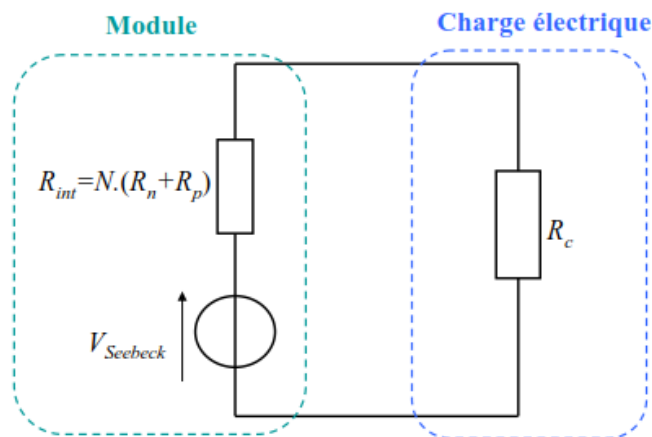 Module
Charge électrique
R_int=N.(R_n+R_p)
R_c
V_Seebeck